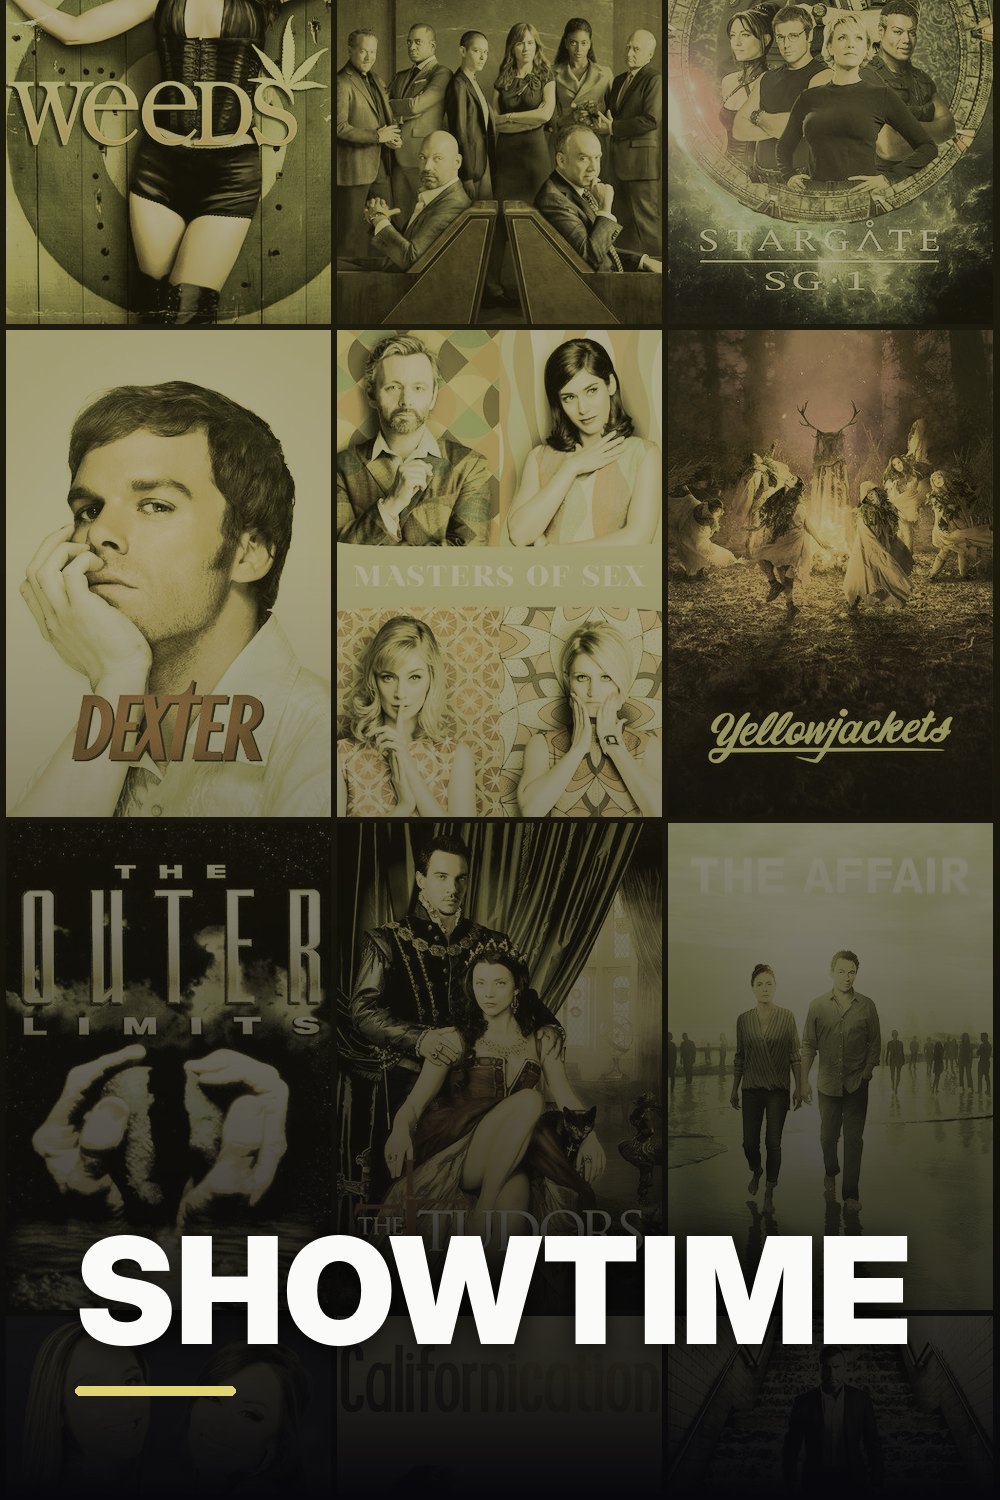 WEEDS
STARGATE
SG·1
DEXTER
MASTERS OF SEX
Yellowjackets
THE
OUTER
LIMITS
THE TUDORS
THE AFFAIR
SHOWTIME
Californication